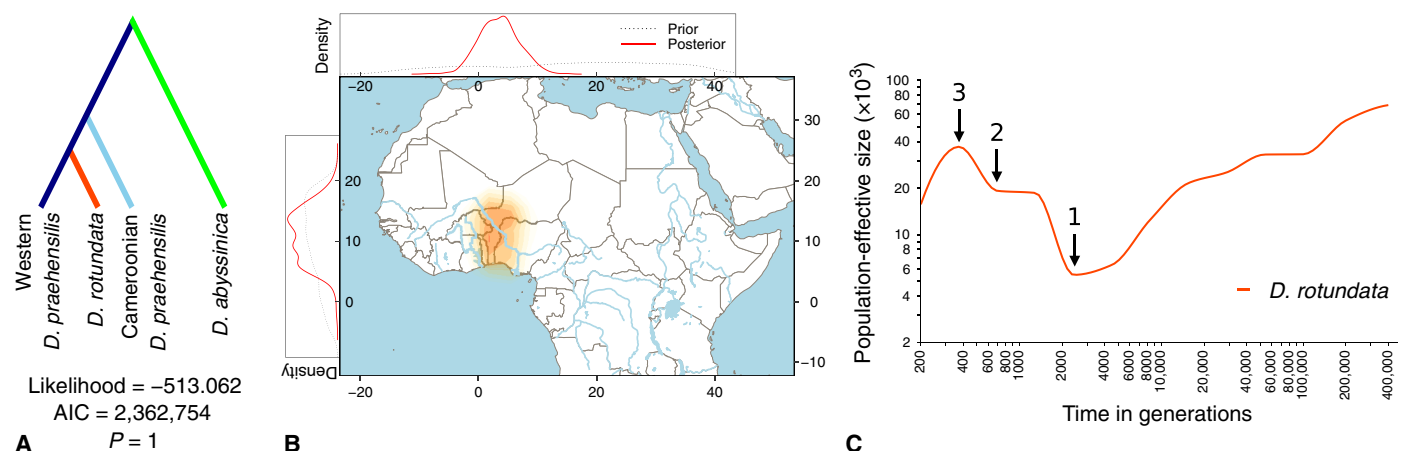 A
Western
D. praehensilis
D. rotundata
Cameroonian
D. praehensilis
D. abyssinica
Likelihood = −513.062
AIC = 2,362,754
P = 1
B
Density
Prior
Posterior
−20 0 20 40
30
20
10
0
−10
20
10
0
Density
−20 0 20 40
C
Population-effective size (×10³)
100
80
60
40
20
10
8
6
4
2
3
2
1
D. rotundata
200 400 600 800 1000 2000 4000 6000 8000 10,000 20,000 40,000 60,000 80,000 100,000 200,000 400,000
Time in generations